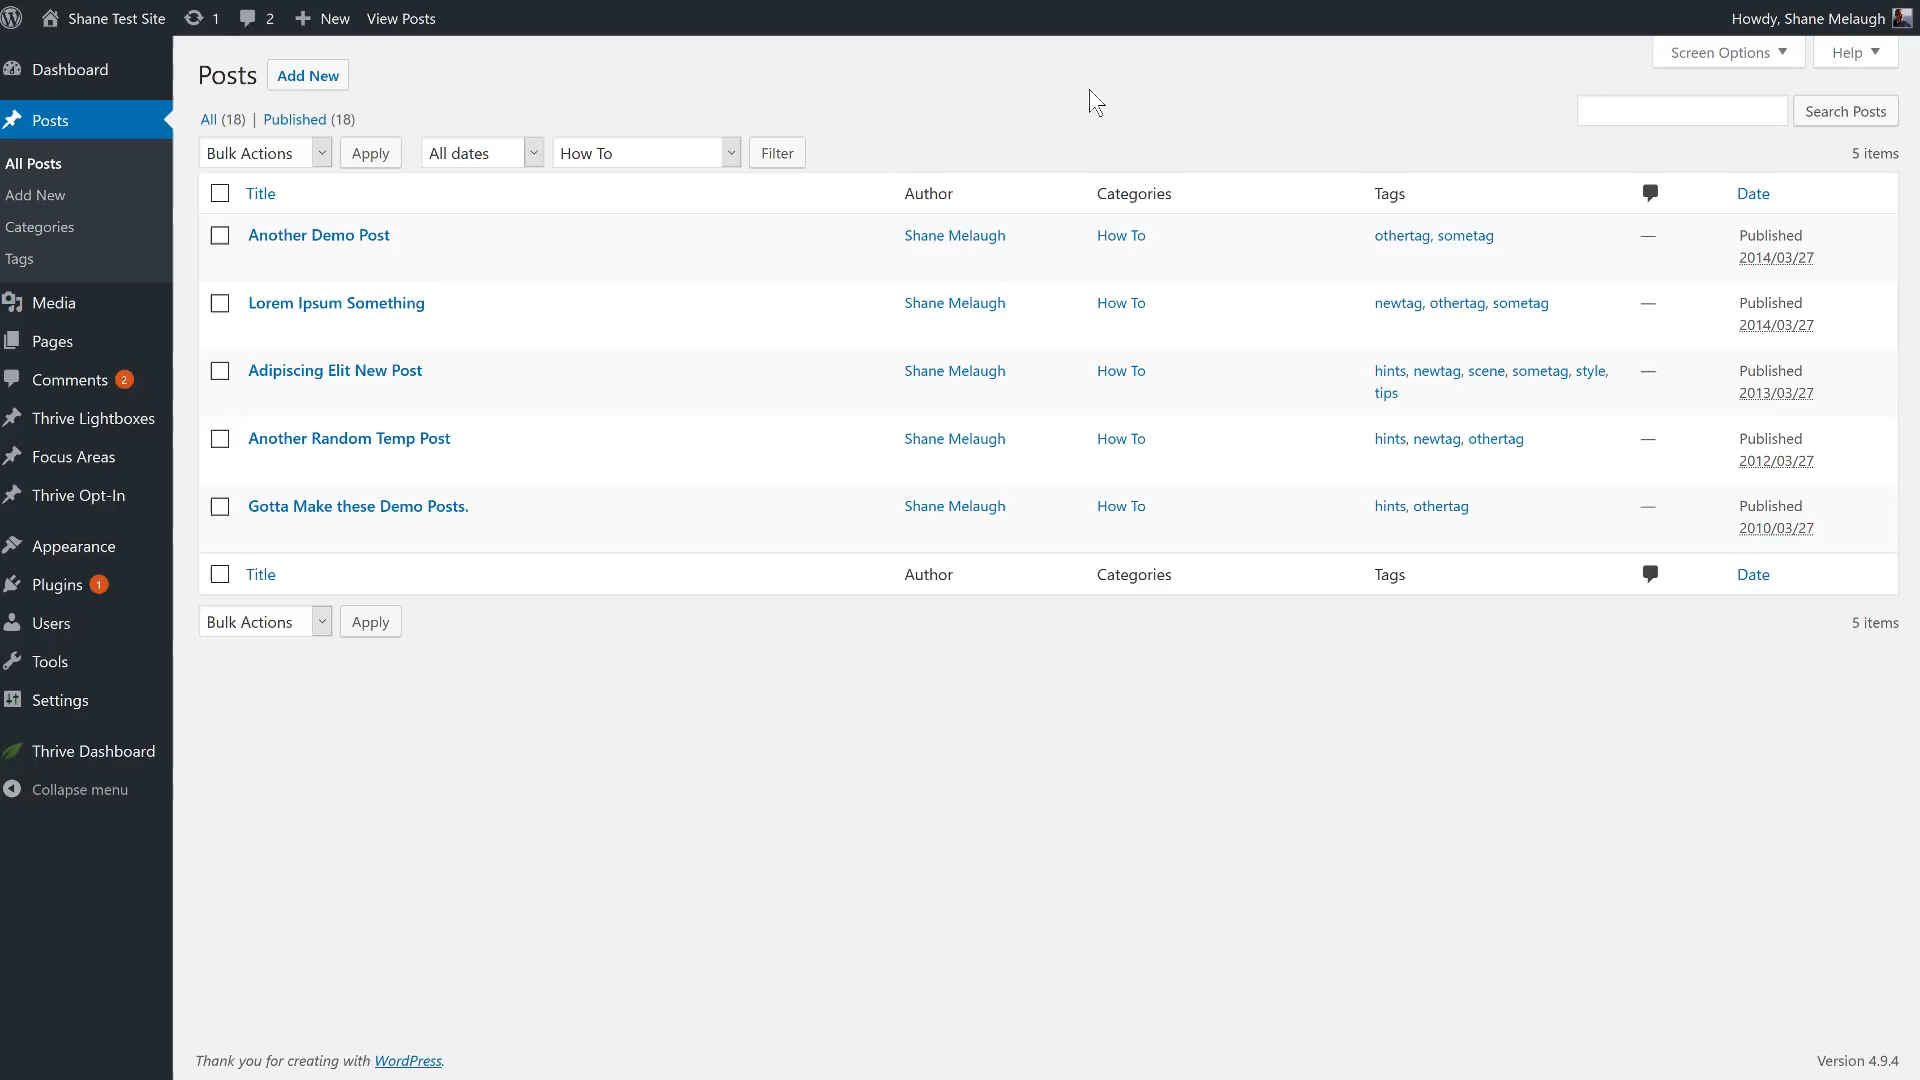 Shane Test Site 1 2 New View Posts Howdy, Shane Melaugh
Screen Options Help
Dashboard
Posts
All Posts
Add New
Categories
Tags
Media
Pages
Comments 2
Thrive Lightboxes
Focus Areas
Thrive Opt-In
Appearance
Plugins 1
Users
Tools
Settings
Thrive Dashboard
Collapse menu
Posts Add New
All (18) | Published (18)
Search Posts
Bulk Actions Apply All dates How To Filter 5 items
Title Author Categories Tags Date
Another Demo Post Shane Melaugh How To othertag, sometag — Published
2014/03/27
Lorem Ipsum Something Shane Melaugh How To newtag, othertag, sometag — Published
2014/03/27
Adipiscing Elit New Post Shane Melaugh How To hints, newtag, scene, sometag, style, — Published
tips 2013/03/27
Another Random Temp Post Shane Melaugh How To hints, newtag, othertag — Published
2012/03/27
Gotta Make these Demo Posts. Shane Melaugh How To hints, othertag — Published
2010/03/27
Title Author Categories Tags Date
Bulk Actions Apply 5 items
Thank you for creating with WordPress. Version 4.9.4